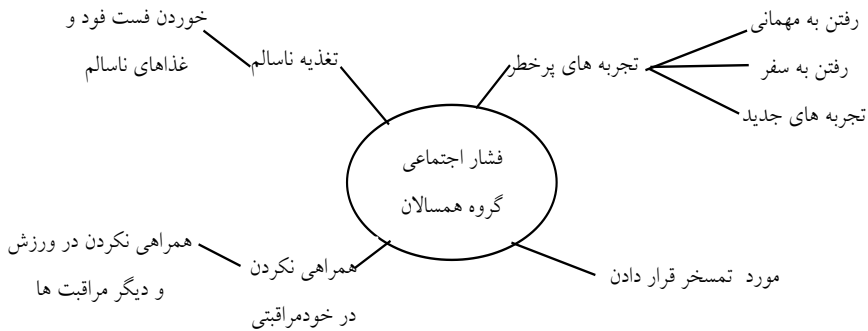 رفتن به مهمانی
رفتن به سفر
تجربه های جدید
تجربه های پرخطر
خوردن فست فود و
غذاهای ناسالم
تغذیه ناسالم
فشار اجتماعی
گروه همسالان
مورد تمسخر قرار دادن
همراهی نکردن
در خودمراقبتی
همراهی نکردن در ورزش
و دیگر مراقبت ها